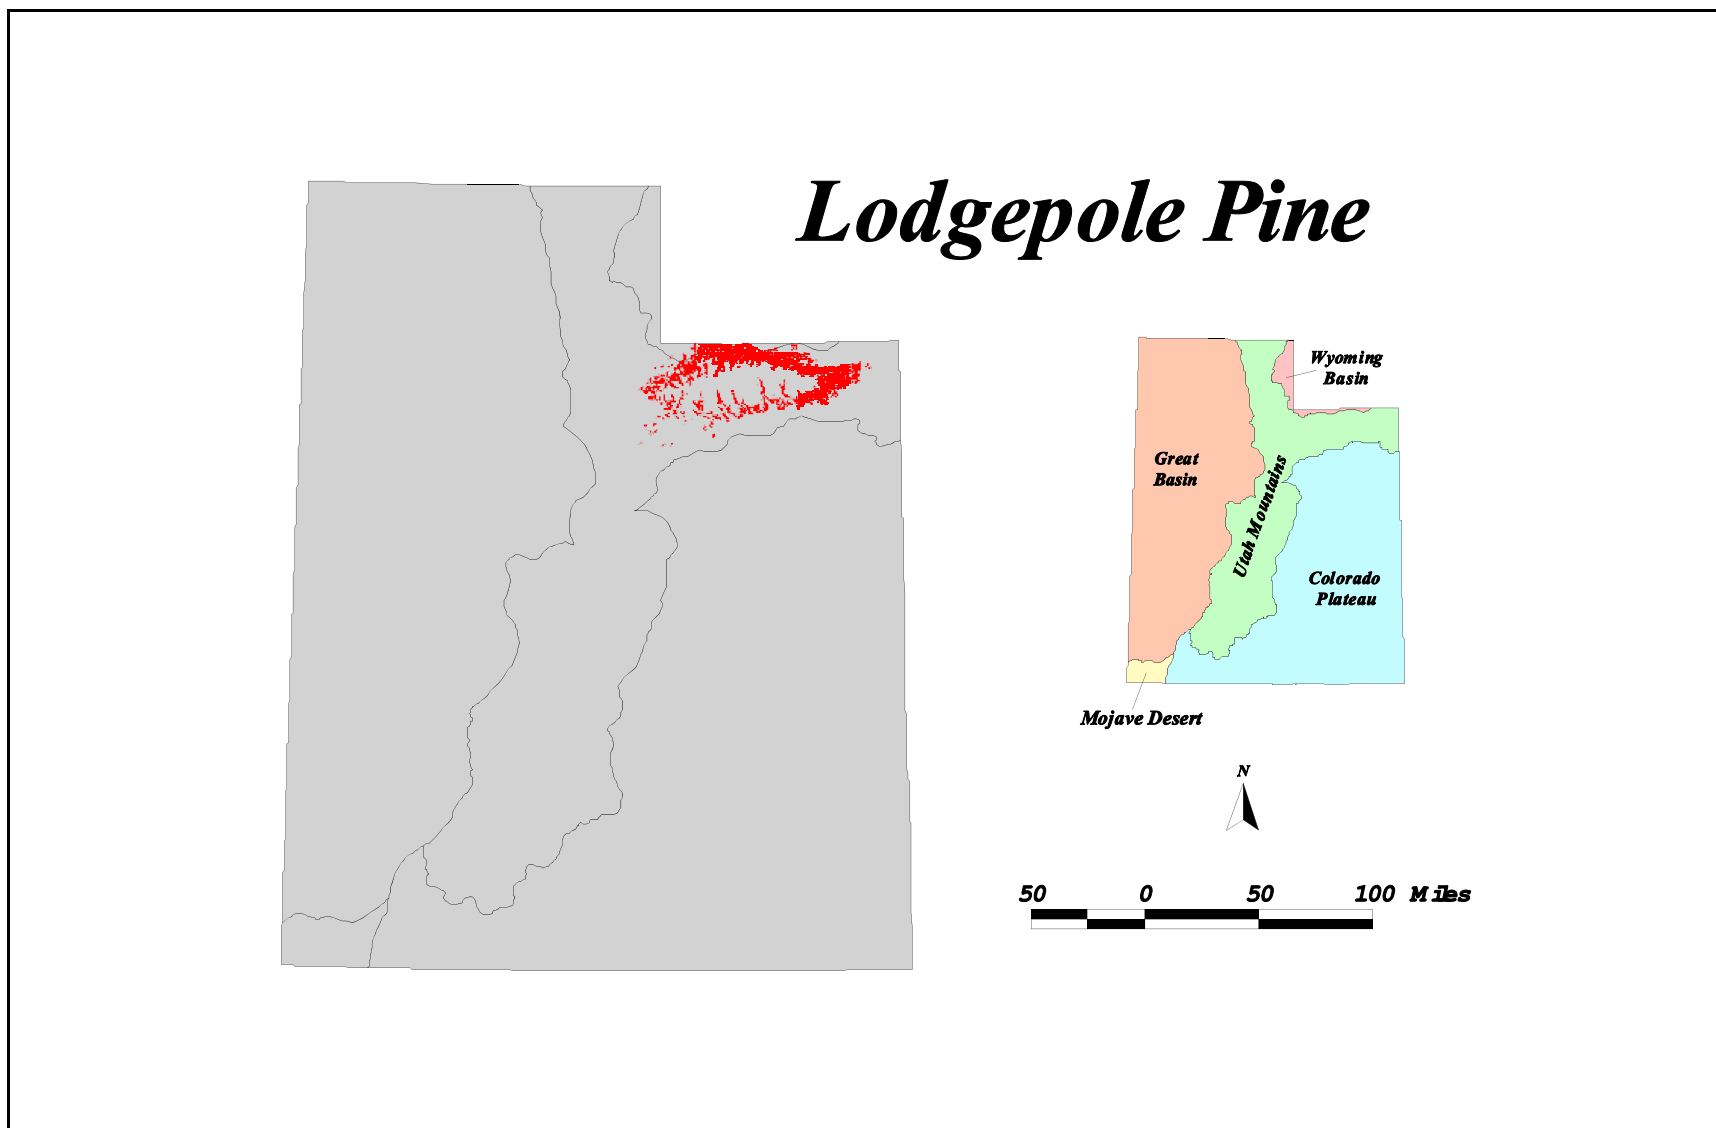 Lodgepole Pine
Wyoming
Basin
Great
Basin
Utah Mountains
Colorado
Plateau
Mojave Desert
N
50 0 50 100 Miles